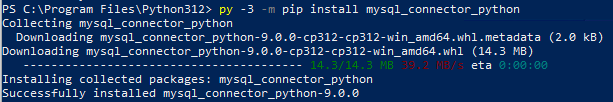 PS C:\Program Files\Python312> py -3 -m pip install mysql_connector_python
Collecting mysql_connector_python
Downloading mysql_connector_python-9.0.0-cp312-cp312-win_amd64.whl.metadata (2.0 kB)
Downloading mysql_connector_python-9.0.0-cp312-cp312-win_amd64.whl (14.3 MB)
---------------------------------------- 14.3/14.3 MB 29.2 MB/s eta 0:00:00
Installing collected packages: mysql_connector_python
Successfully installed mysql_connector_python-9.0.0